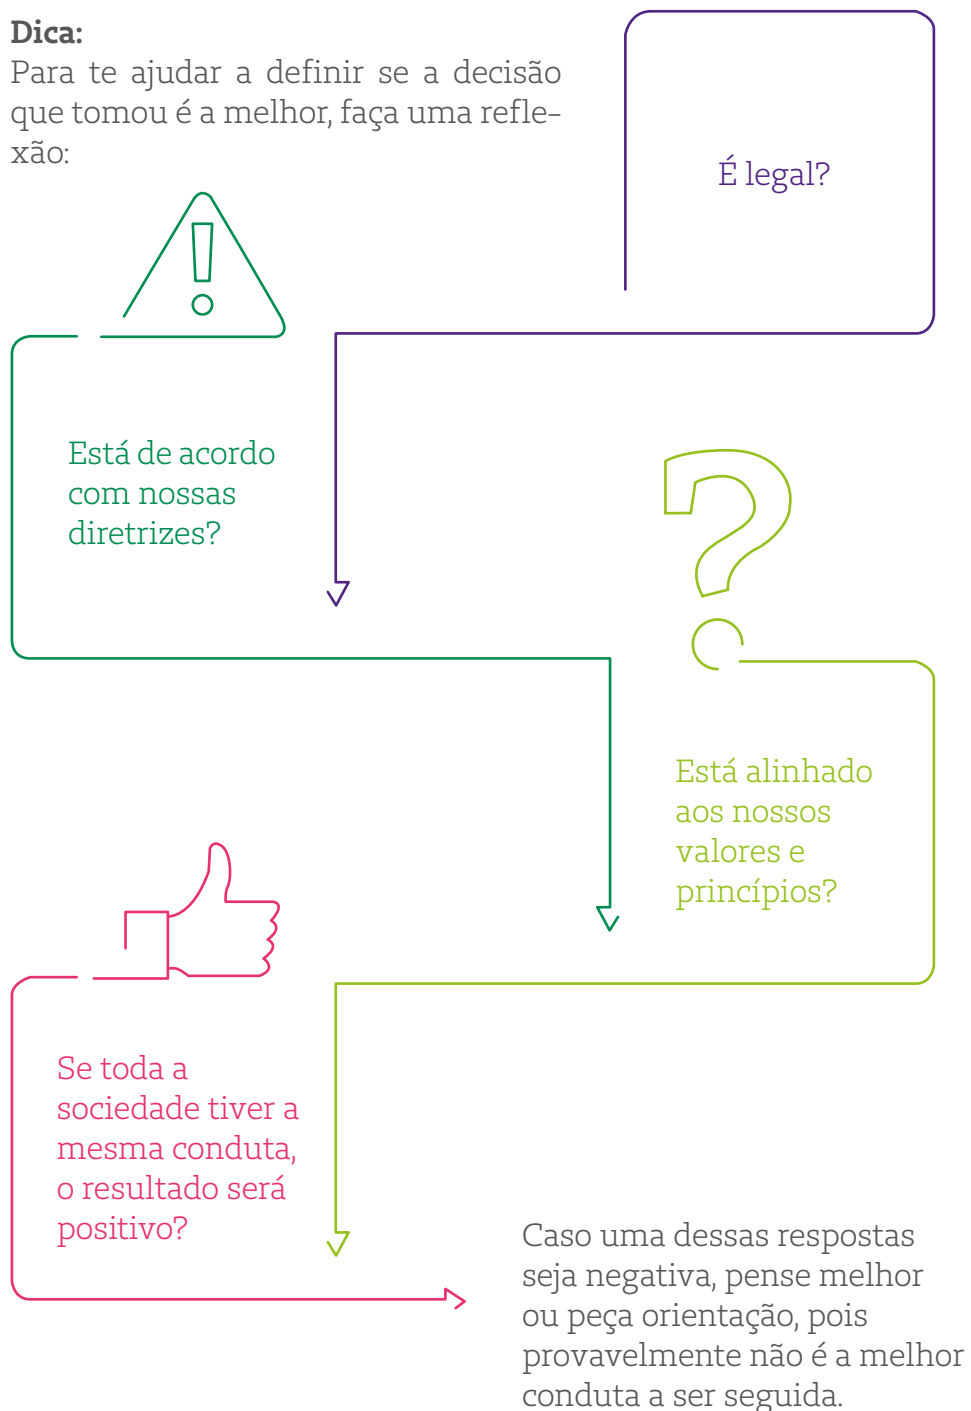 Dica:
Para te ajudar a definir se a decisão
que tomou é a melhor, faça uma refle-
xão:
É legal?
Está de acordo
com nossas
diretrizes?
Está alinhado
aos nossos
valores e
princípios?
Se toda a
sociedade tiver a
mesma conduta,
o resultado será
positivo?
Caso uma dessas respostas
seja negativa, pense melhor
ou peça orientação, pois
provavelmente não é a melhor
conduta a ser seguida.